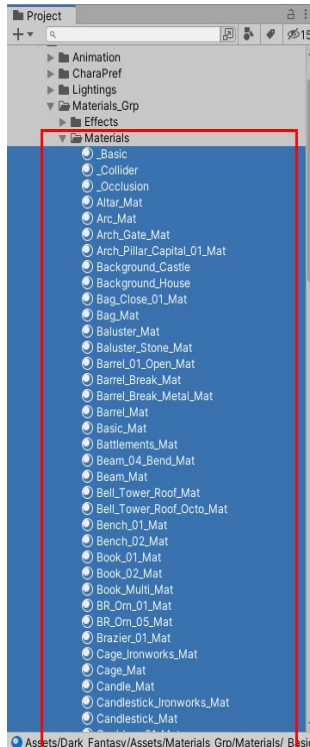 Project
15
Animation
CharaPref
Lightings
Materials_Grp
Effects
Materials
_Basic
_Collider
_Occlusion
Altar_Mat
Arc_Mat
Arch_Gate_Mat
Arch_Pillar_Capital_01_Mat
Background_Castle
Background_House
Bag_Close_01_Mat
Bag_Mat
Baluster_Mat
Baluster_Stone_Mat
Barrel_01_Open_Mat
Barrel_Break_Mat
Barrel_Break_Metal_Mat
Barrel_Mat
Basic_Mat
Battlements_Mat
Beam_04_Bend_Mat
Beam_Mat
Bell_Tower_Roof_Mat
Bell_Tower_Roof_Octo_Mat
Bench_01_Mat
Bench_02_Mat
Book_01_Mat
Book_02_Mat
Book_Multi_Mat
BR_Orn_01_Mat
BR_Orn_05_Mat
Brazier_01_Mat
Cage_Ironworks_Mat
Cage_Mat
Candle_Mat
Candlestick_Ironworks_Mat
Candlestick_Mat
Assets/Dark_Fantasy/Assets/Materials_Grp/Materials/_Basic